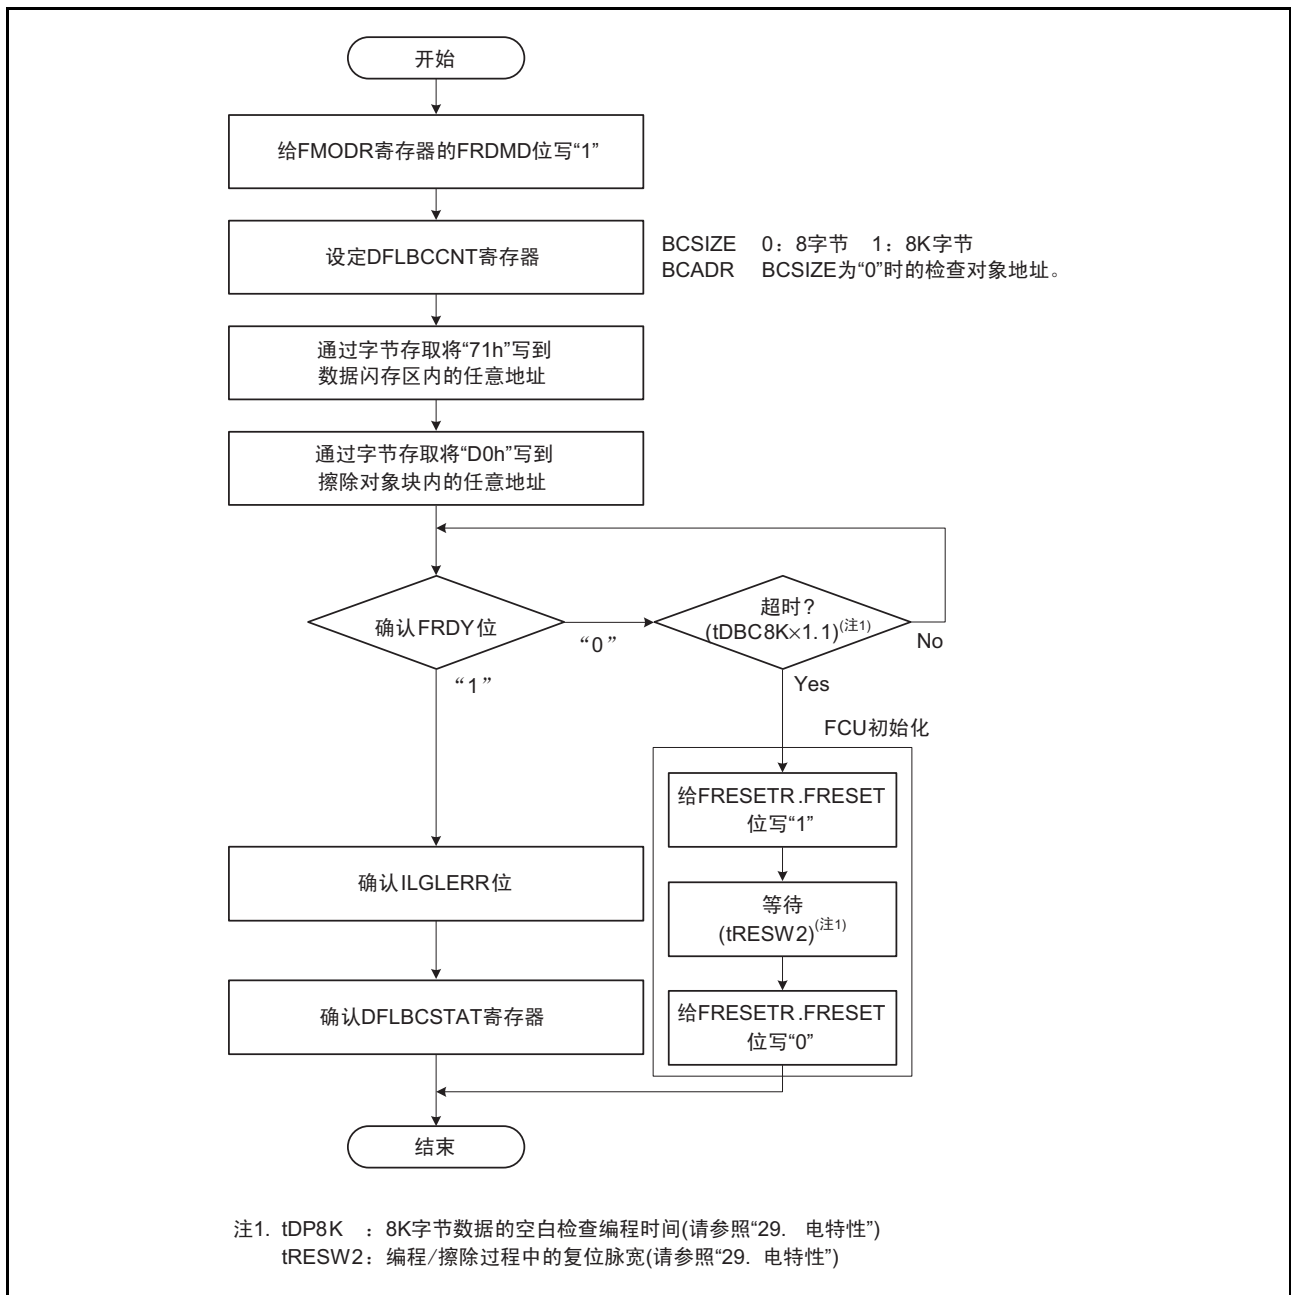 开始
给FMODR寄存器的FRDMD位写“1”
设定DFLBCCNT寄存器
BCSIZE 0：8字节 1：8K字节
BCADR BCSIZE为“0”时的检查对象地址。
通过字节存取将“71h”写到
数据闪存区内的任意地址
通过字节存取将“D0h”写到
擦除对象块内的任意地址
确认FRDY位
“0”
“1”
超时？
(tDBC8K×1.1)(注1)
No
Yes
FCU初始化
给FRESETR.FRESET
位写“1”
等待
(tRESW2)(注1)
给FRESETR.FRESET
位写“0”
确认ILGLERR位
确认DFLBCSTAT寄存器
结束
注1. tDP8K ：8K字节数据的空白检查编程时间(请参照“29. 电特性”)
tRESW2：编程/擦除过程中的复位脉宽(请参照“29. 电特性”)